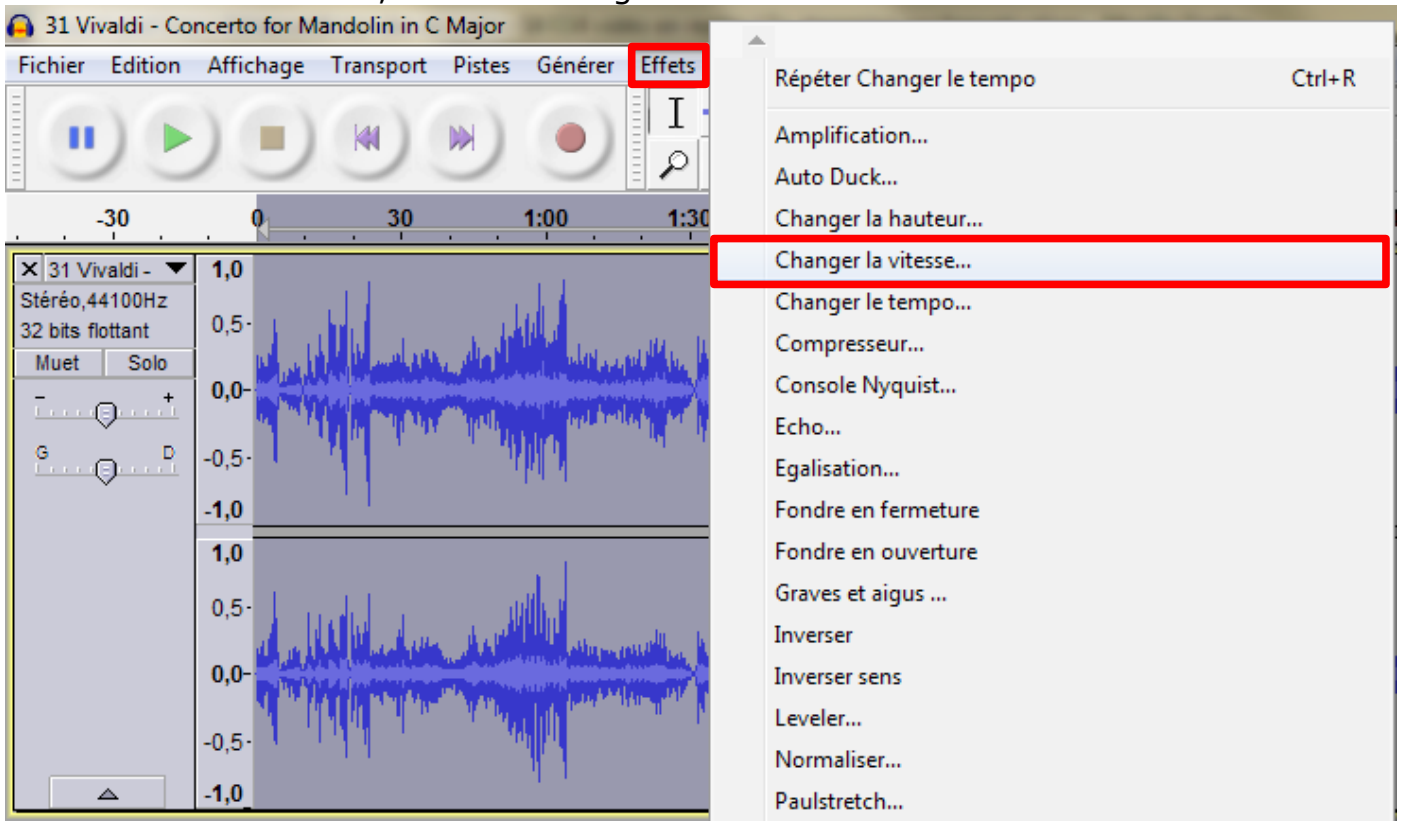 31 Vivaldi - Concerto for Mandolin in C Major
Fichier Edition Affichage Transport Pistes Générer Effets
-30 0 30 1:00 1:30
31 Vivaldi -
Stéréo,44100Hz
32 bits flottant
Muet Solo
- +
G D
1,0
0,5
0,0
-0,5
-1,0
1,0
0,5
0,0
-0,5
-1,0
Répéter Changer le tempo Ctrl+R
Amplification...
Auto Duck...
Changer la hauteur...
Changer la vitesse...
Changer le tempo...
Compresseur...
Console Nyquist...
Echo...
Egalisation...
Fondre en fermeture
Fondre en ouverture
Graves et aigus ...
Inverser
Inverser sens
Leveler...
Normaliser...
Paulstretch...